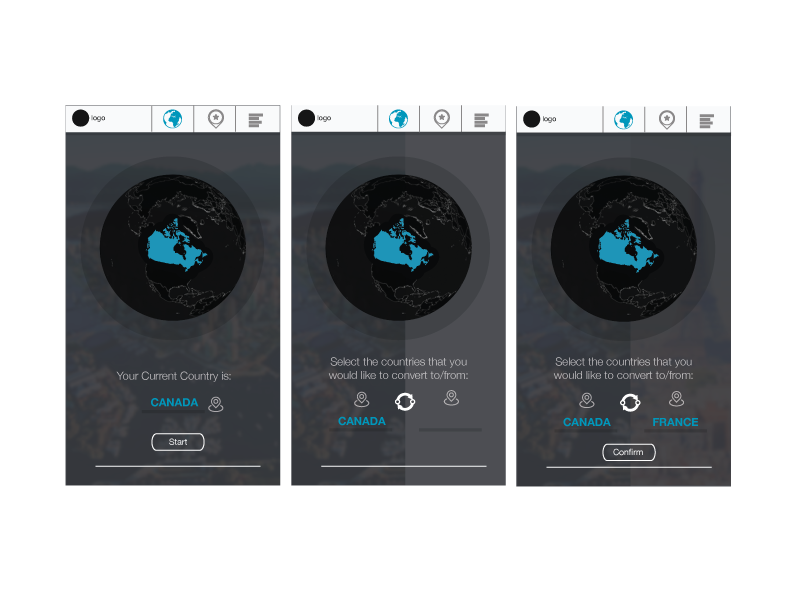 logo
Your Current Country is:
CANADA
Start
logo
Select the countries that you
would like to convert to/from:
CANADA
logo
Select the countries that you
would like to convert to/from:
CANADA FRANCE
Confirm